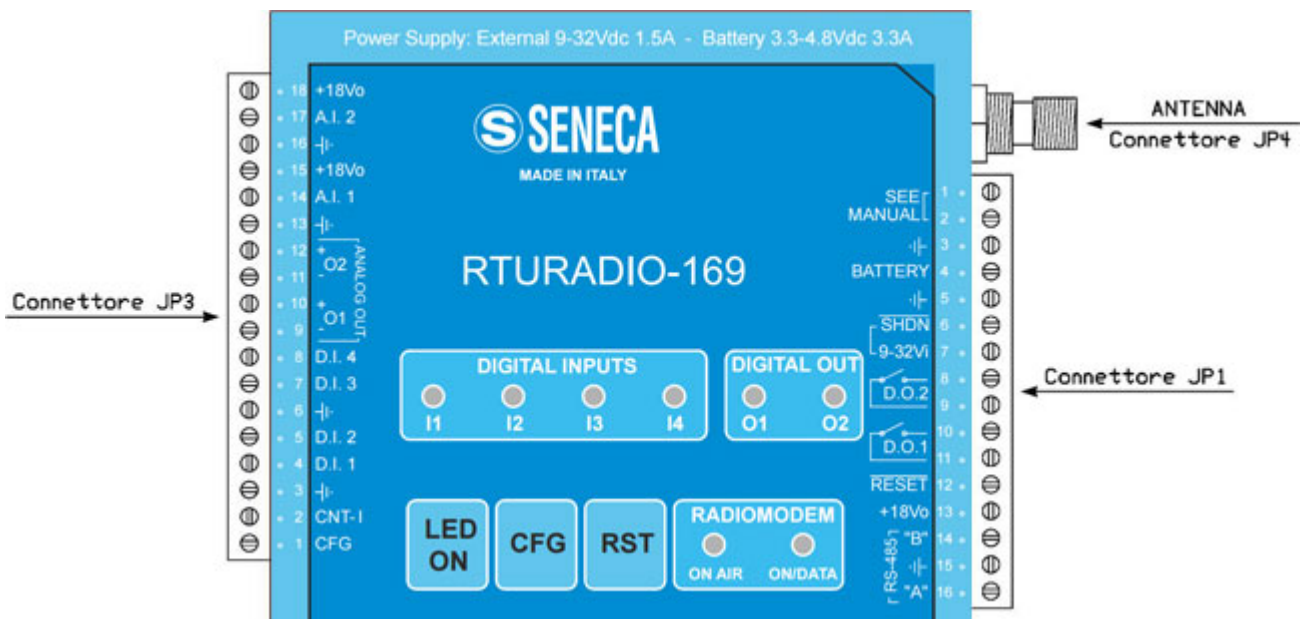 Power Supply: External 9-32Vdc 1.5A - Battery 3.3-4.8Vdc 3.3A
18 +18Vo
17 A.I. 2
16
15 +18Vo
14 A.I. 1
13
12 +
O2
11 -
10 +
O1
9 -
ANALOG OUT
8 D.I. 4
7 D.I. 3
6
5 D.I. 2
4 D.I. 1
3
2 CNT-I
1 CFG
Connettore JP3
S SENECA
MADE IN ITALY
RTURADIO-169
DIGITAL INPUTS
I1 I2 I3 I4
DIGITAL OUT
O1 O2
LED ON
CFG
RST
RADIOMODEM
ON AIR ON/DATA
ANTENNA
Connettore JP4
SEE MANUAL
1
2
3
BATTERY 4
5
SHDN 6
9-32Vi 7
8
D.O.2
9
10
D.O.1
11
RESET 12
+18Vo 13
RS-485
"B" 14
15
"A" 16
Connettore JP1